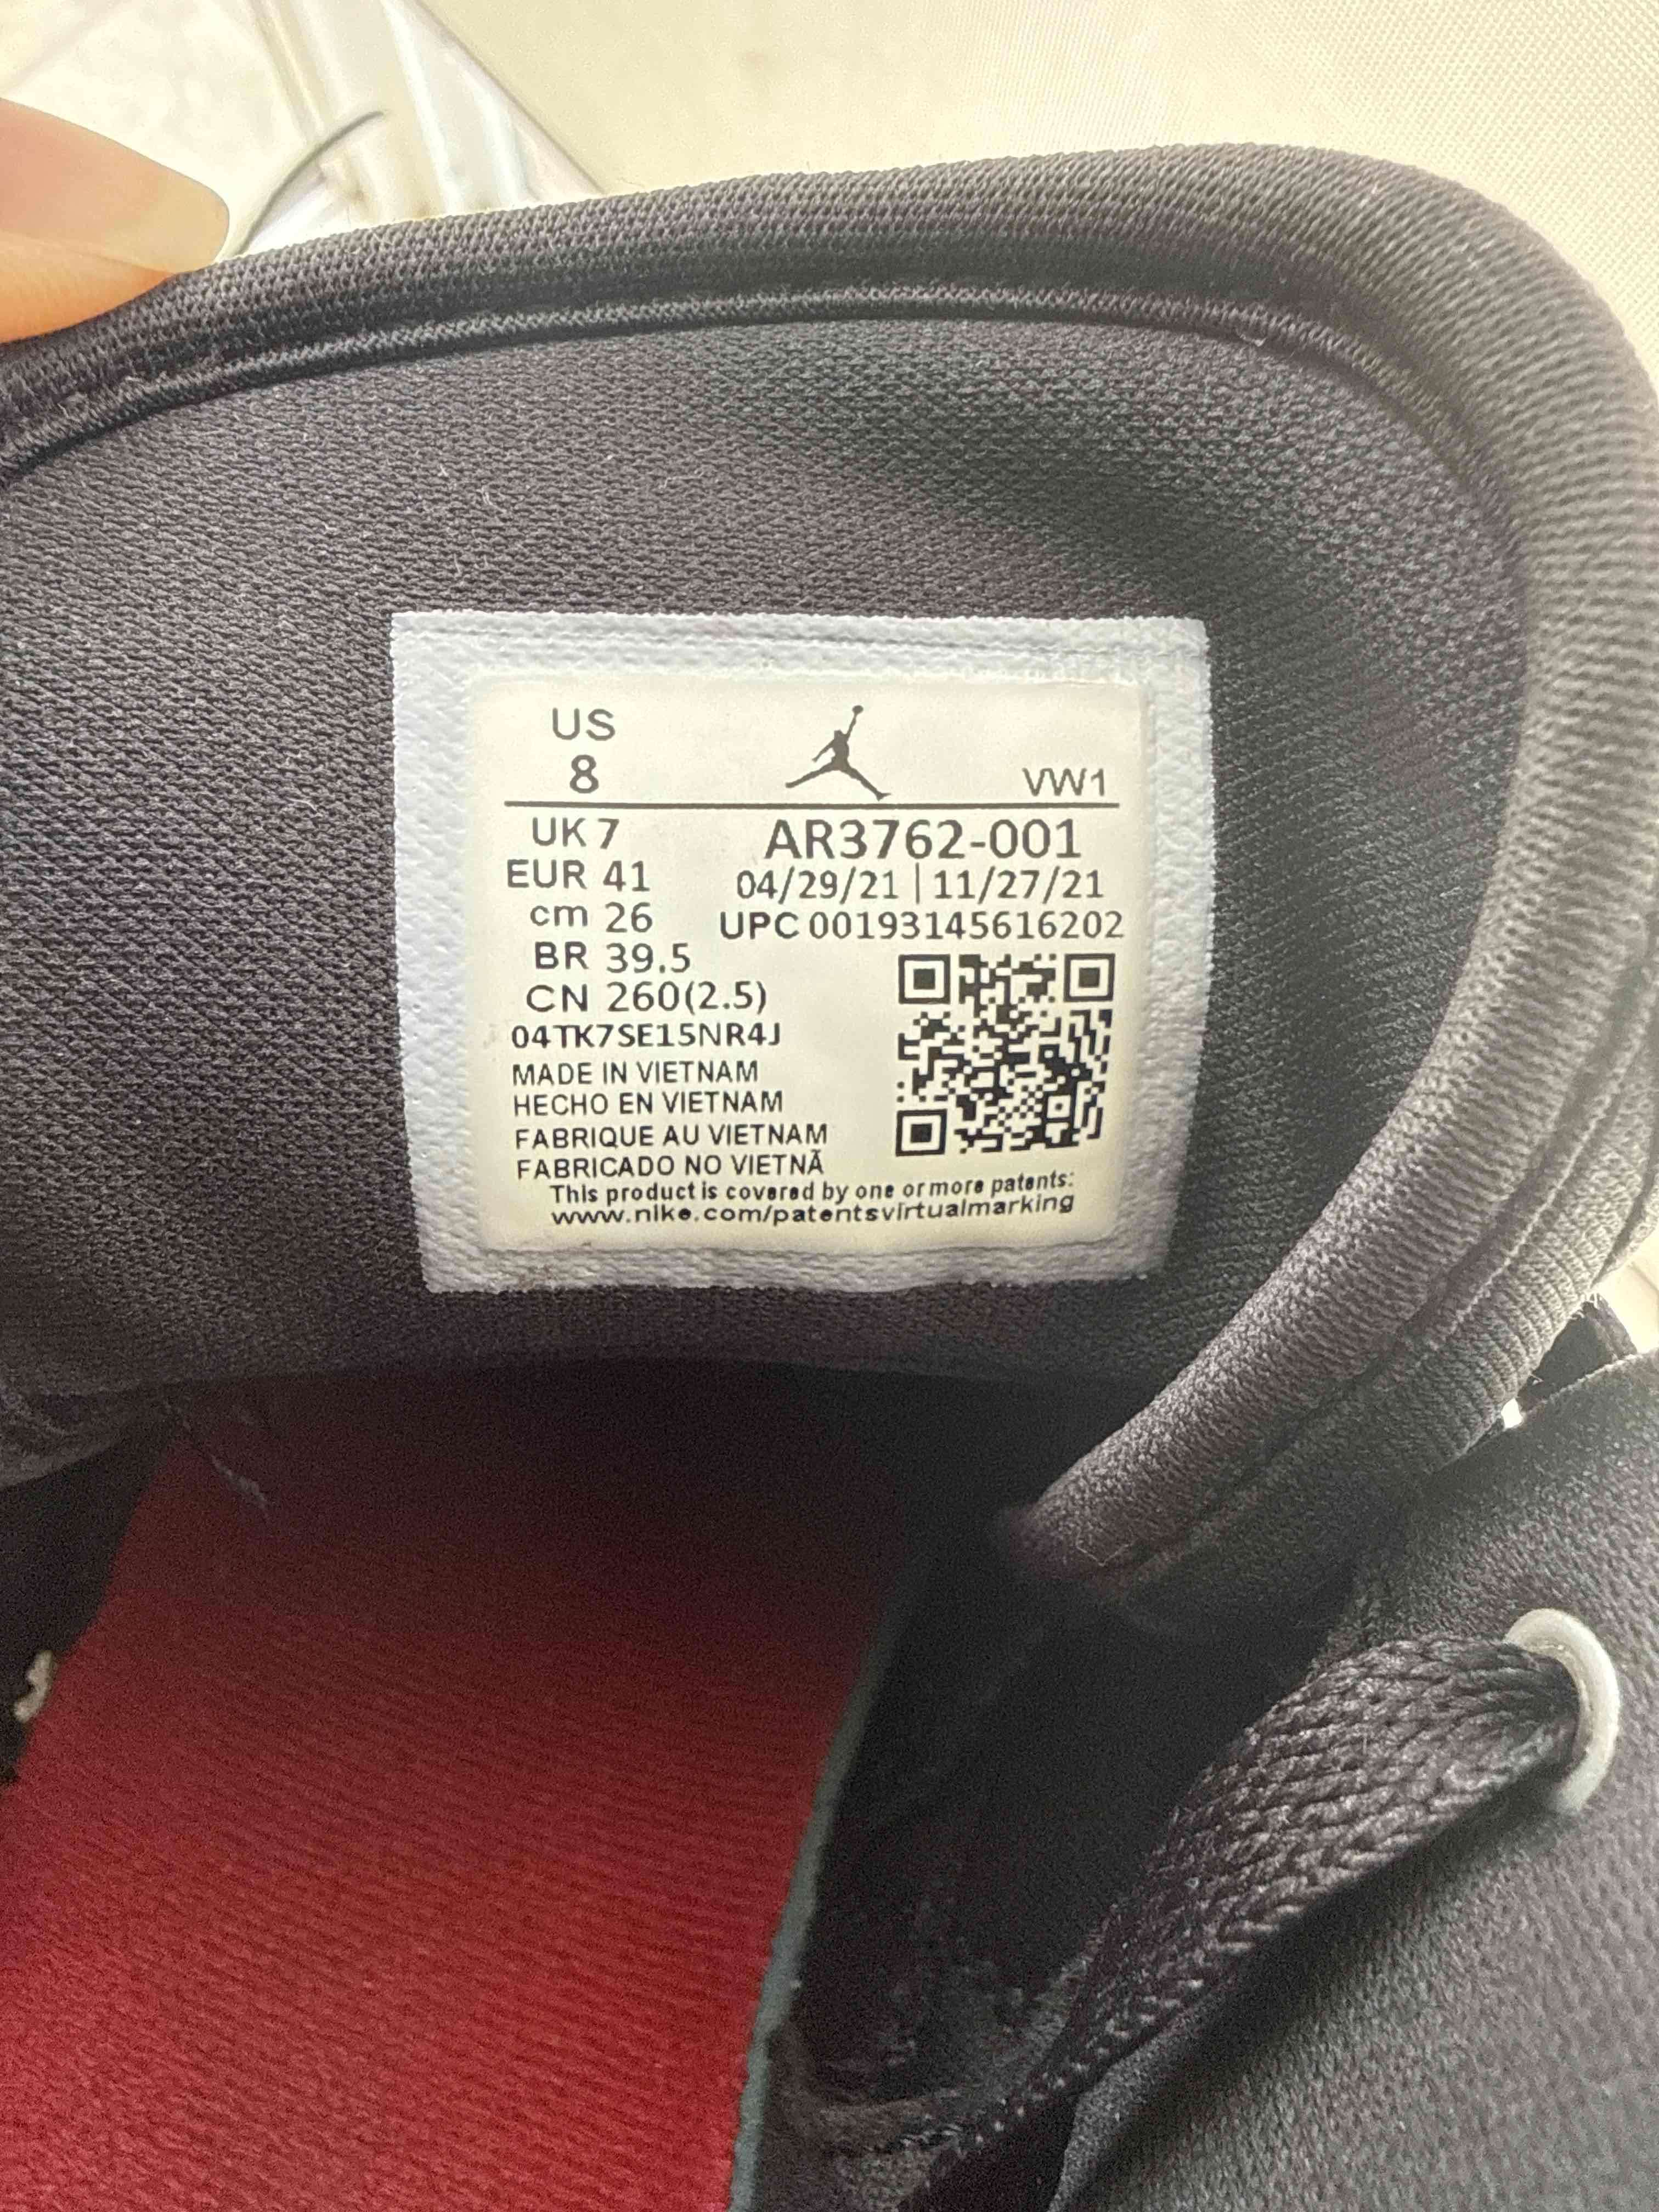 US
8
VW1
UK 7
AR3762-001
EUR 41
04/29/21 | 11/27/21
cm 26
UPC 00193145616202
BR 39.5
CN 260(2.5)
04TK7SE15NR4J
MADE IN VIETNAM
HECHO EN VIETNAM
FABRIQUE AU VIETNAM
FABRICADO NO VIETNÃ
This product is covered by one or more patents:
www.nike.com/patentsvirtualmarking